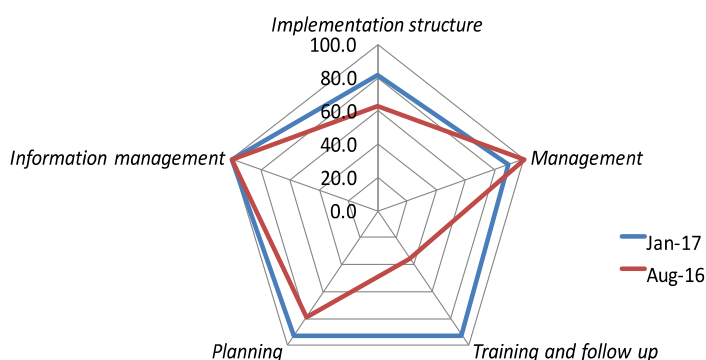 Implementation structure
100.0
80.0
60.0
40.0
20.0
0.0
Information management
Management
Jan-17
Aug-16
Planning
Training and follow up